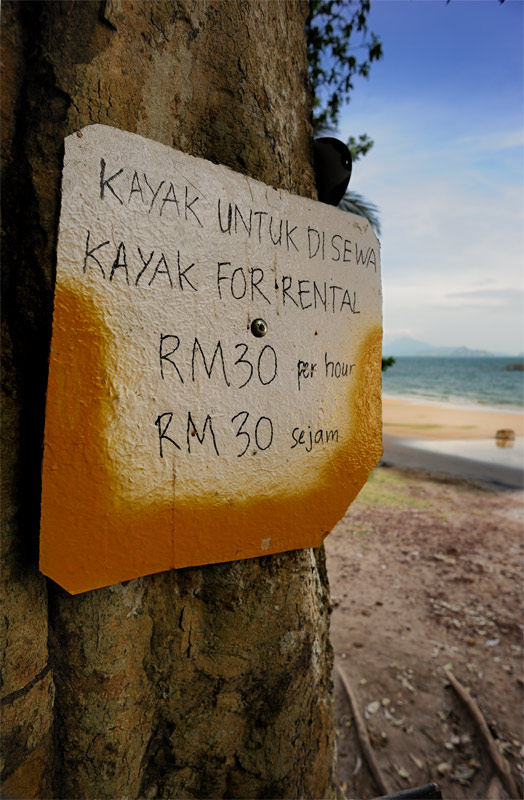 KAYAK UNTUK DISEWA
KAYAK FOR RENTAL
RM30 per hour
RM 30 sejam